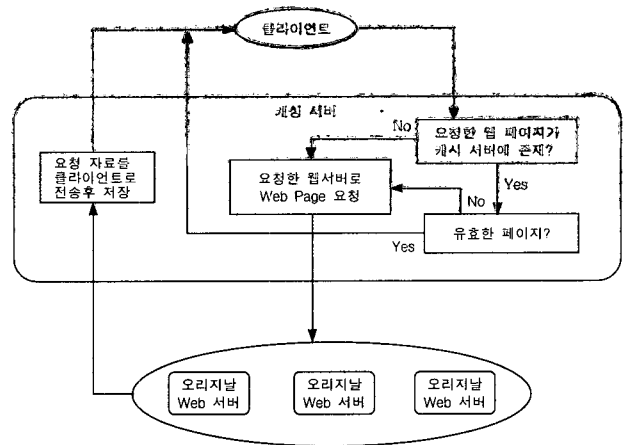 클라이언트
캐싱 서버
요청한 웹 페이지가
캐시 서버에 존재?
No
Yes
요청 자료를
클라이언트로
전송후 저장
요청한 웹서버로
Web Page 요청
No
유효한 페이지?
Yes
오리지날
Web 서버
오리지날
Web 서버
오리지날
Web 서버